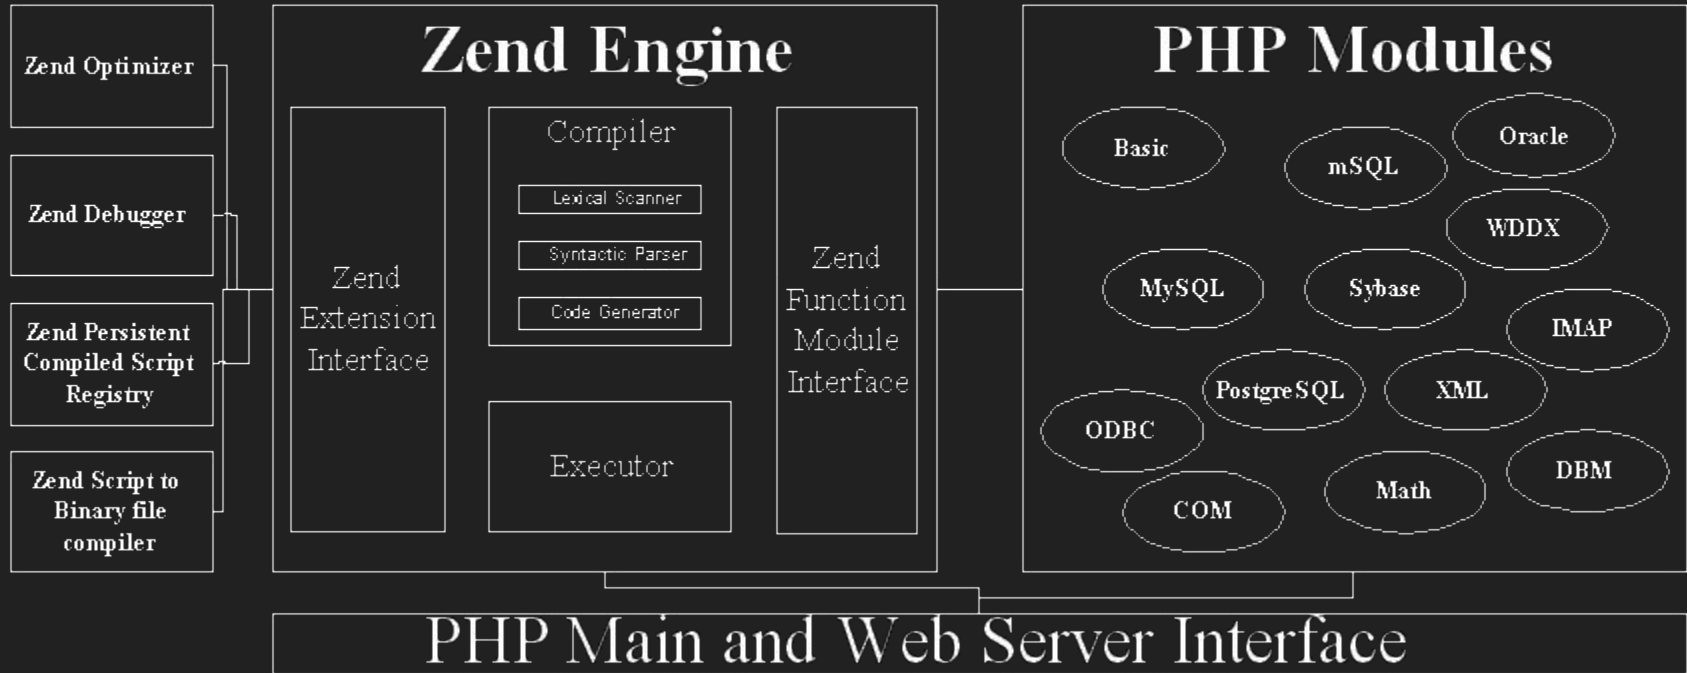 Zend Optimizer
Zend Debugger
Zend Persistent
Compiled Script
Registry
Zend Script to
Binary file
compiler
Zend Engine
Zend
Extension
Interface
Compiler
Lexical Scanner
Syntactic Parser
Code Generator
Executor
Zend
Function
Module
Interface
PHP Modules
Basic
mSQL
Oracle
WDDX
MySQL
Sybase
IMAP
PostgreSQL
XML
ODBC
DBM
Math
COM
PHP Main and Web Server Interface